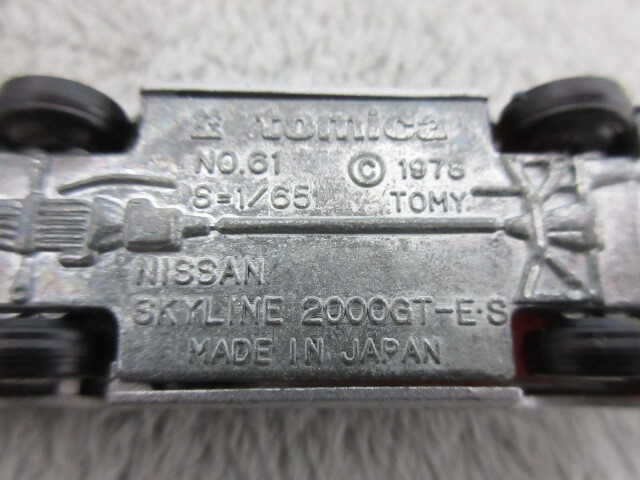 tomica
NO.61 © 1976
S=1/65 TOMY
NISSAN
SKYLINE 2000GT-E·S
MADE IN JAPAN